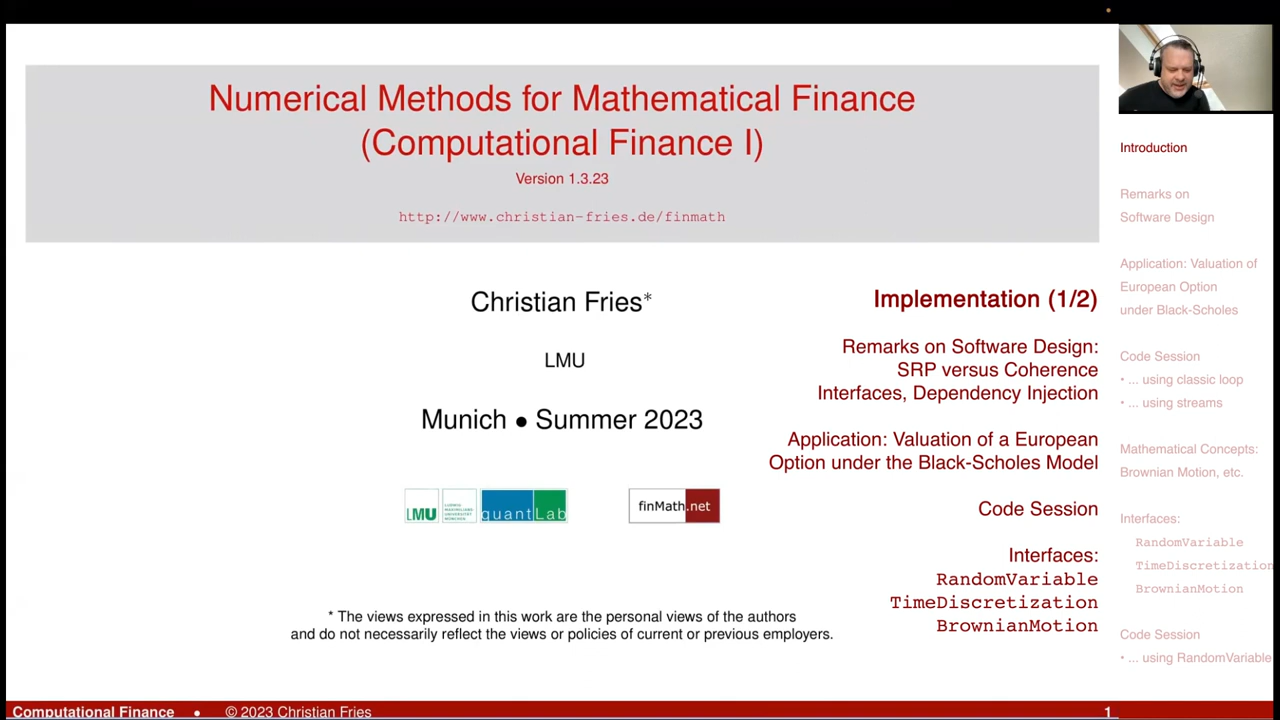 Numerical Methods for Mathematical Finance
(Computational Finance I)
Version 1.3.23
http://www.christian-fries.de/finmath
Christian Fries*
LMU
Munich • Summer 2023
LMU
LUDWIG
MAXIMILIANS
UNIVERSITÄT
MÜNCHEN
quantLab
finMath.net
* The views expressed in this work are the personal views of the authors
and do not necessarily reflect the views or policies of current or previous employers.
Implementation (1/2)
Remarks on Software Design:
SRP versus Coherence
Interfaces, Dependency Injection
Application: Valuation of a European
Option under the Black-Scholes Model
Code Session
Interfaces:
RandomVariable
TimeDiscretization
BrownianMotion
Introduction
Remarks on
Software Design
Application: Valuation of
European Option
under Black-Scholes
Code Session
• ... using classic loop
• ... using streams
Mathematical Concepts:
Brownian Motion, etc.
Interfaces:
RandomVariable
TimeDiscretization
BrownianMotion
Code Session
• ... using RandomVariable
Computational Finance • © 2023 Christian Fries 1